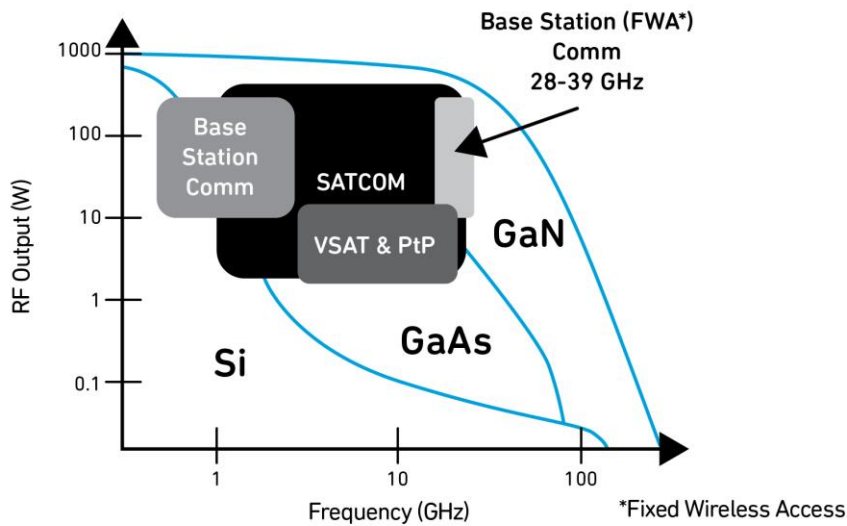 Base Station (FWA*)
Comm
28-39 GHz
1000
100
10
1
0.1
RF Output (W)
Base
Station
Comm
SATCOM
VSAT & PtP
GaN
GaAs
Si
1
10
100
Frequency (GHz)
*Fixed Wireless Access